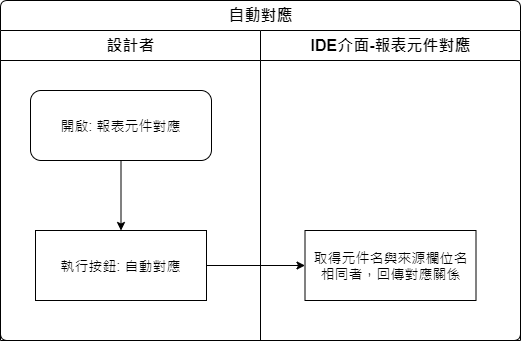 自動對應
設計者
IDE介面-報表元件對應
開啟: 報表元件對應
執行按鈕: 自動對應
取得元件名與來源欄位名
相同者，回傳對應關係